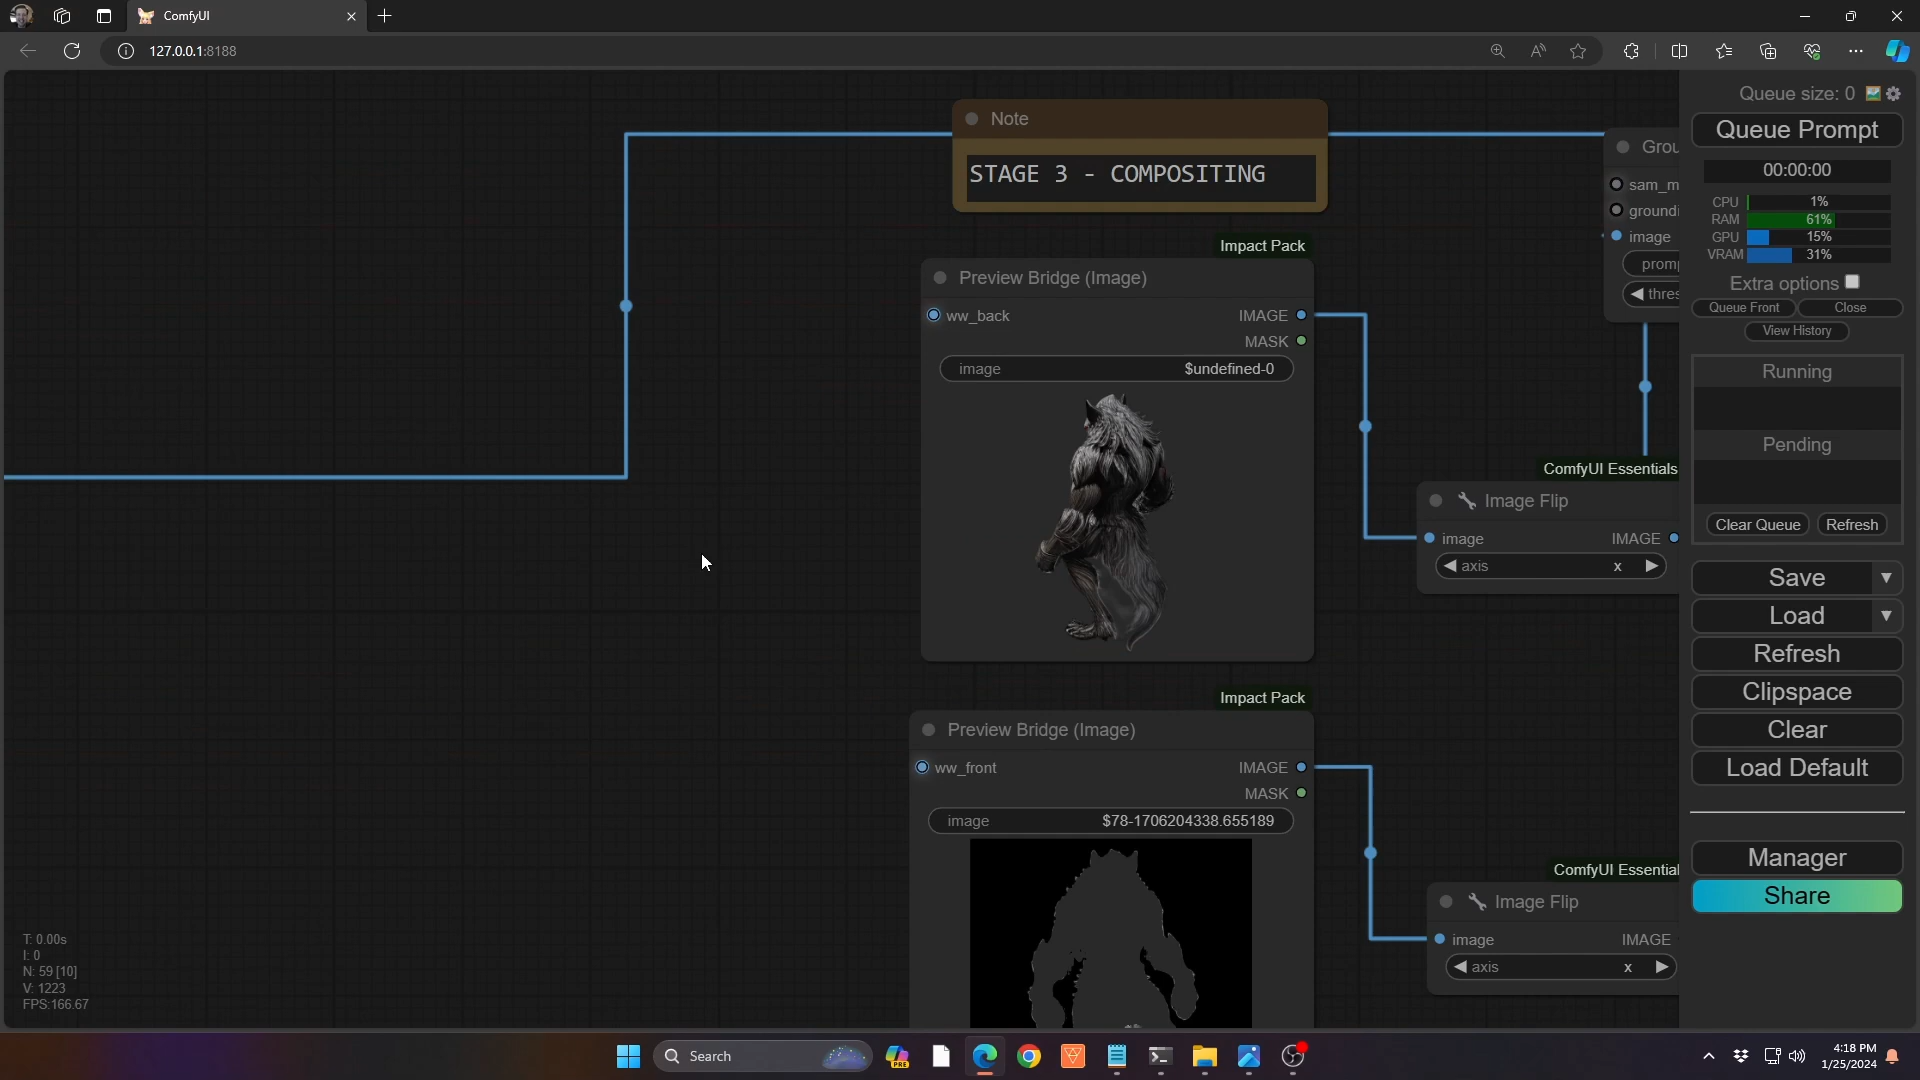 ComfyUI
127.0.0.1:8188
Note
STAGE 3 - COMPOSITING
Impact Pack
Preview Bridge (Image)
ww_back
IMAGE
MASK
image
$undefined-0
Impact Pack
Preview Bridge (Image)
ww_front
IMAGE
MASK
image
$78-1706204338.655189
Grou
sam_m
groundi
image
prom
thres
ComfyUI Essentials
Image Flip
image
IMAGE
axis
x
ComfyUI Essential
Image Flip
image
IMAGE
axis
x
Queue size: 0
Queue Prompt
00:00:00
CPU 1%
RAM 61%
GPU 15%
VRAM 31%
Extra options
Queue Front
Close
View History
Running
Pending
Clear Queue
Refresh
Save
Load
Refresh
Clipspace
Clear
Load Default
Manager
Share
T: 0.00s
I: 0
N: 59 [10]
V: 1223
FPS:166.67
Search
PRE
4:18 PM
1/25/2024